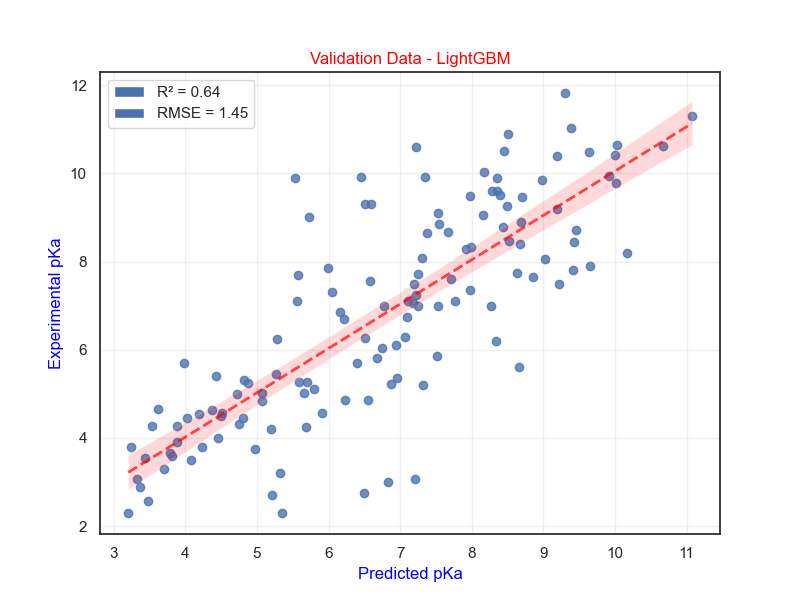 Validation Data - LightGBM
R² = 0.64
RMSE = 1.45
12
10
8
6
4
2
Experimental pKa
3 4 5 6 7 8 9 10 11
Predicted pKa